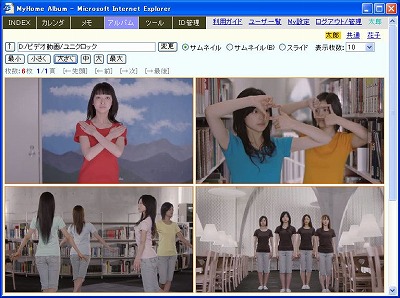 MyHome Album - Microsoft Internet Explorer
INDEX カレンダ メモ アルバム ツール ID管理 利用ガイド ユーザ一覧 My設定 ログアウト/管理 太郎
太郎 共通 花子
↑ D:/ビデオ動画/ユニクロック 変更 サムネイル サムネイル(B) スライド 表示枚数: 10
最小 小さく 大きく 中 大 最大
枚数:6枚 1/1頁 [←先頭] [←前] [→次] [→最後]